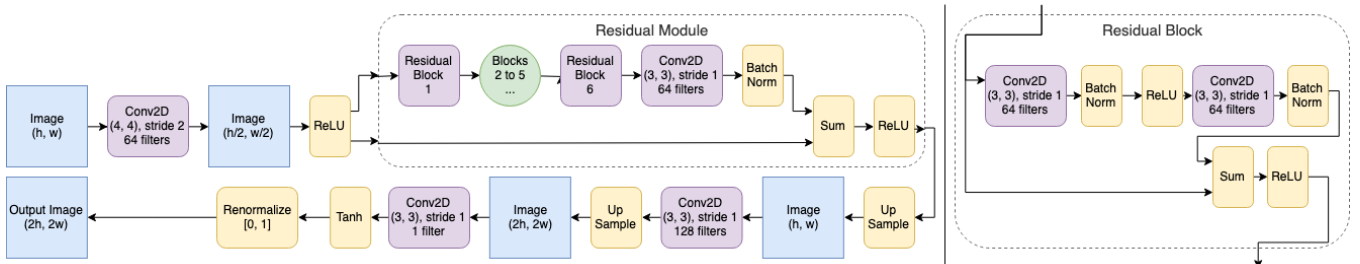 Residual Module
Residual
Block
1
Blocks
2 to 5
...
Residual
Block
6
Conv2D
(3, 3), stride 1
64 filters
Batch
Norm
Image
(h, w)
Conv2D
(4, 4), stride 2
64 filters
Image
(h/2, w/2)
ReLU
Sum
ReLU
Output Image
(2h, 2w)
Renormalize
[0, 1]
Tanh
Conv2D
(3, 3), stride 1
1 filter
Image
(2h, 2w)
Up
Sample
Conv2D
(3, 3), stride 1
128 filters
Image
(h, w)
Up
Sample
Residual Block
Conv2D
(3, 3), stride 1
64 filters
Batch
Norm
ReLU
Conv2D
(3, 3), stride 1
64 filters
Batch
Norm
Sum
ReLU